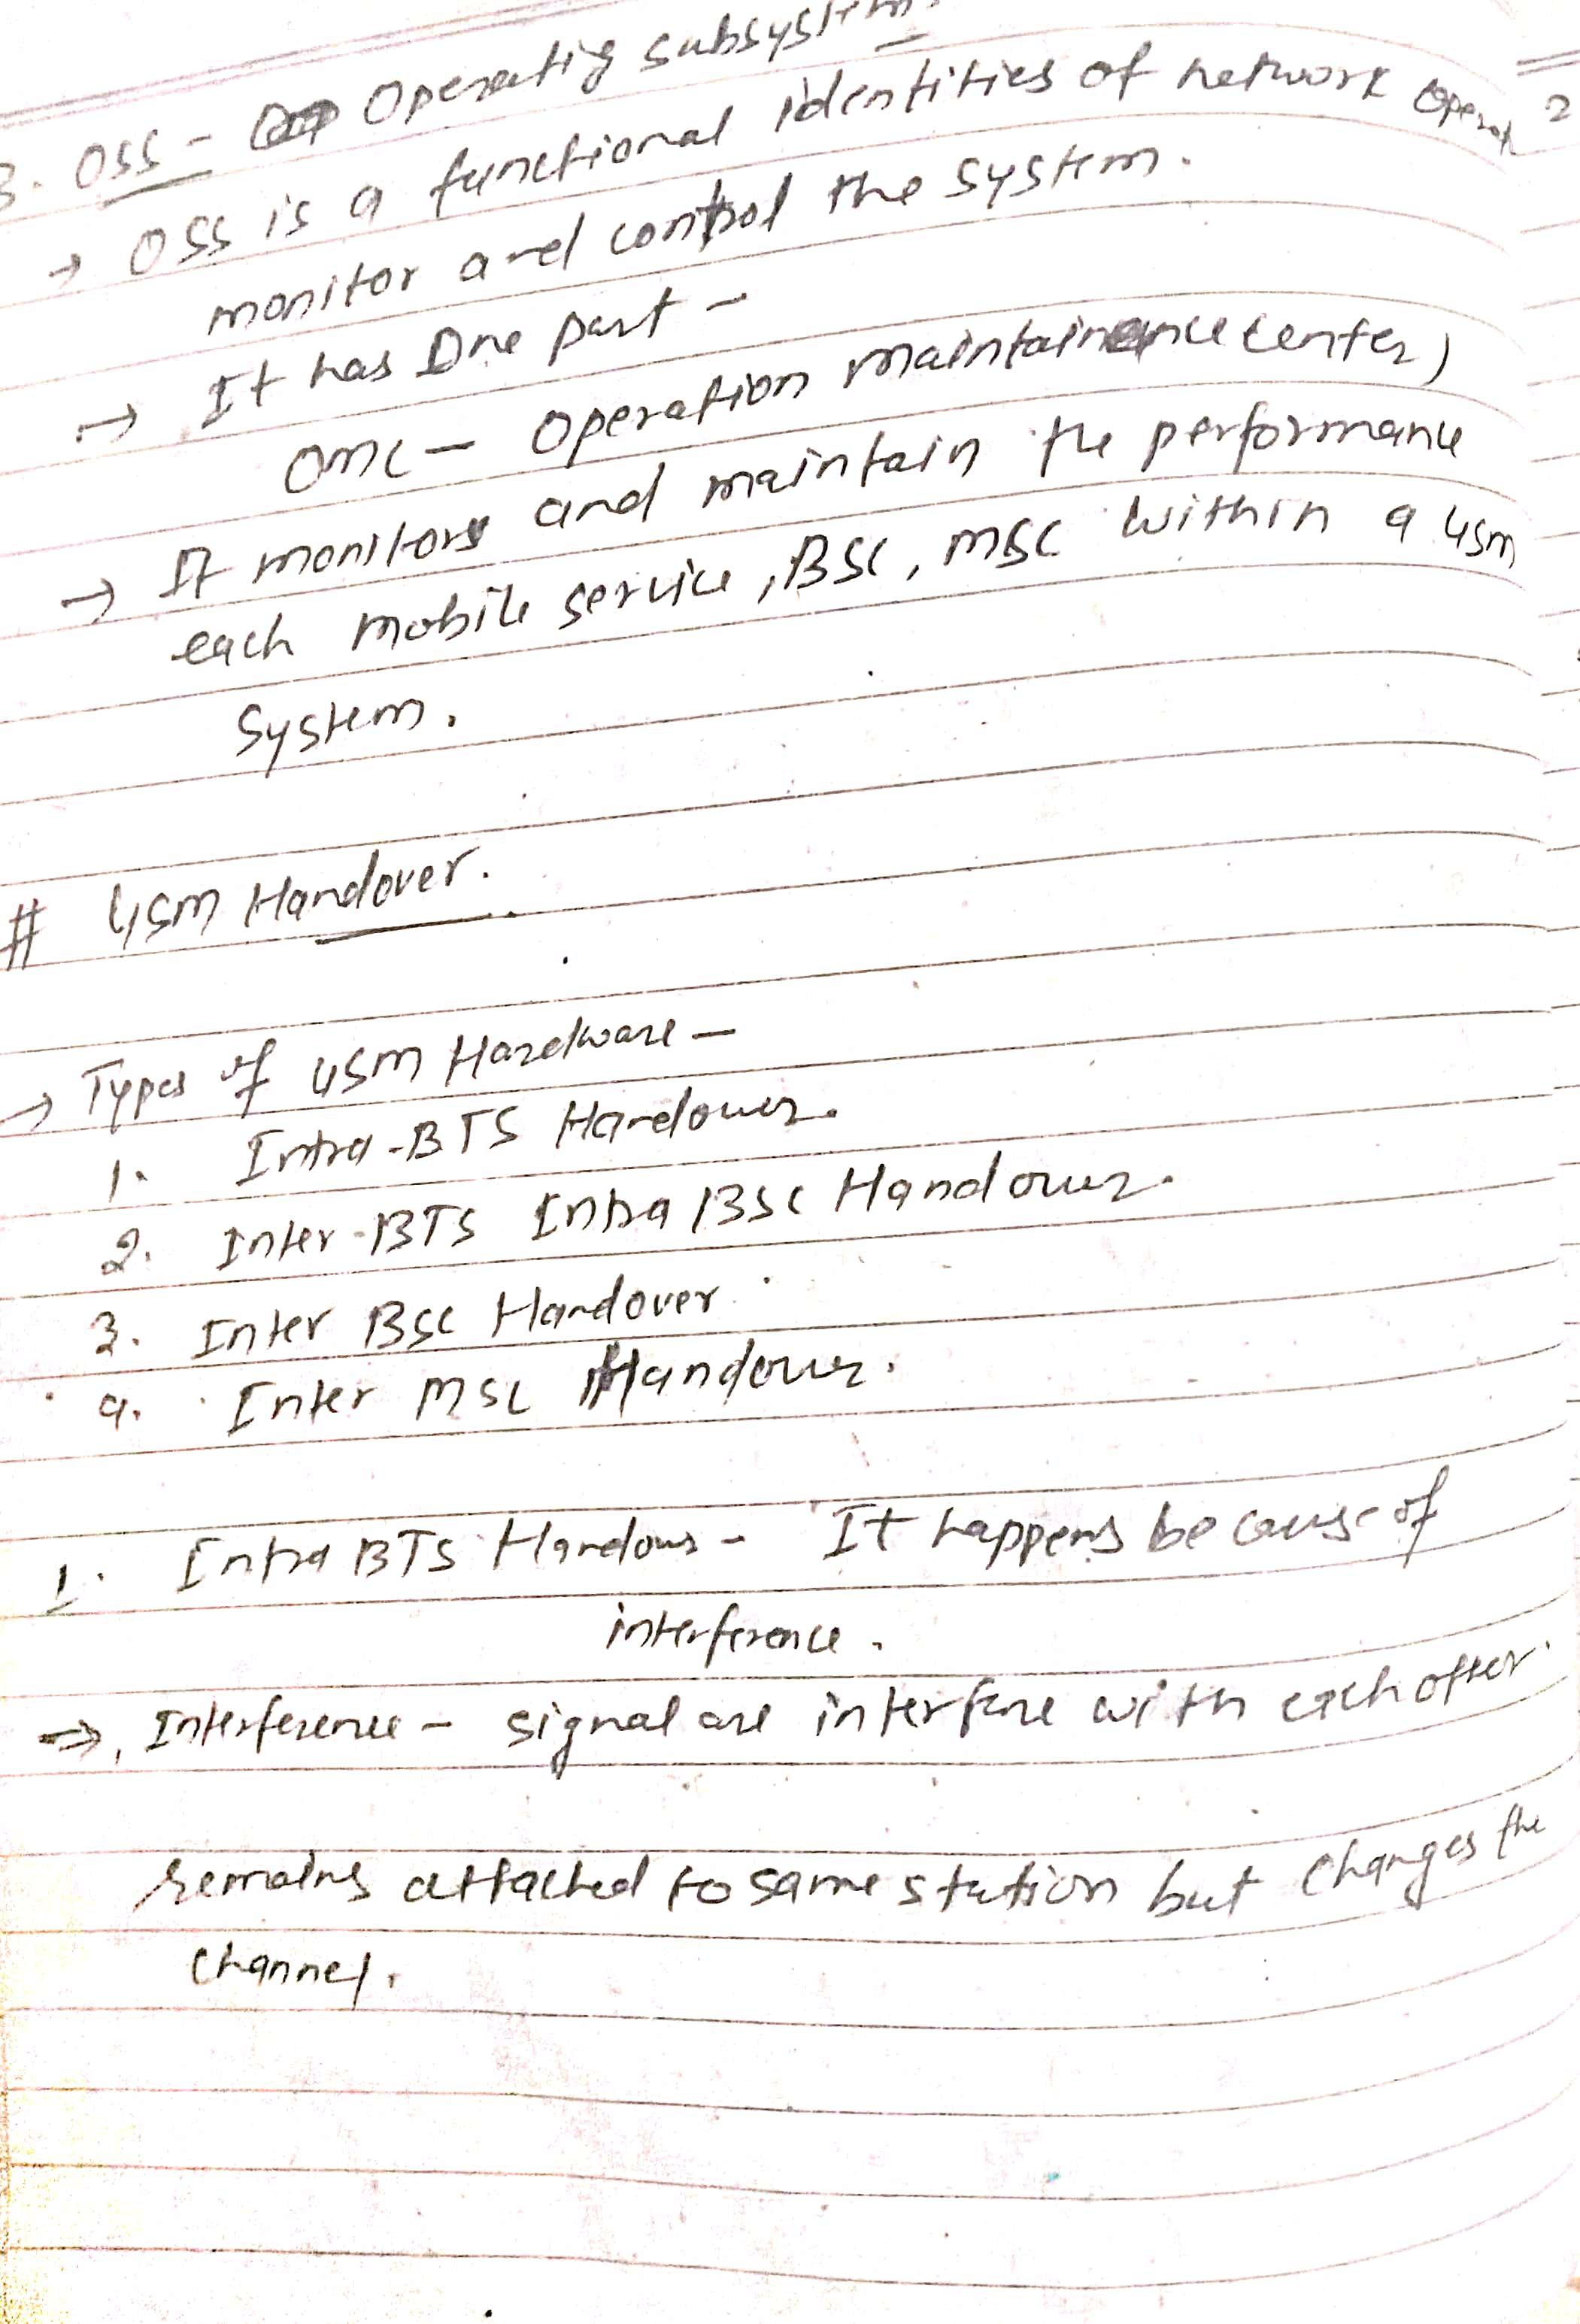 3. OSS - Operating subsystem.
→ OSS is a functional identities of network Operat
monitor and control the system.
→ It has One part -
OMC - Operation maintainance center)
→ It monitors and maintain the performance
each mobile service, BSC, MSC within a GSM
System.
# GSM Handover.
→ Types of GSM Hardware -
1. Intra-BTS Handover.
2. Inter-BTS Intra BSC Handover.
3. Inter BSC Handover
4. Inter MSC Handover.
1. Intra BTS Handover - It happens because of
interference.
⇒ Interference - signal are interfere with each other.
remains attached to same station but changes the
channel.